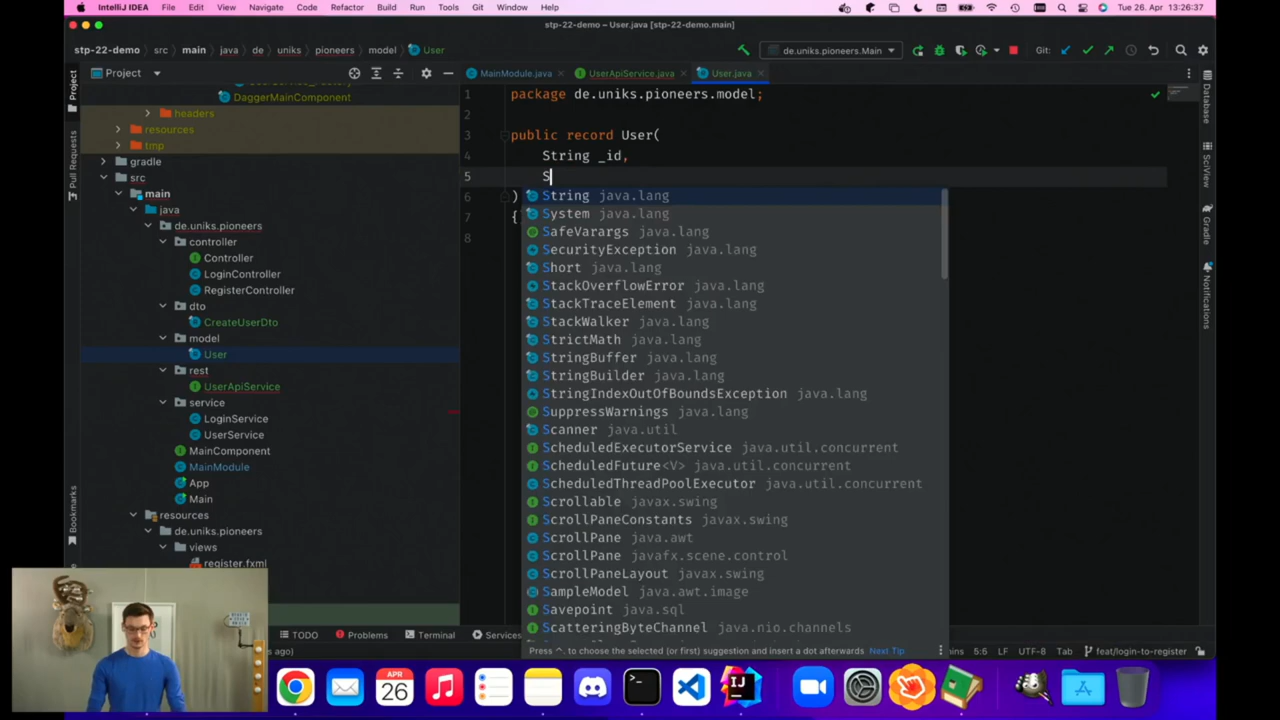 IntelliJ IDEA File Edit View Navigate Code Refactor Build Run Tools Git Window Help Tue 26. Apr 13:26:37
stp-22-demo – User.java [stp-22-demo.main]
stp-22-demo src main java de uniks pioneers model User de.uniks.pioneers.Main Git:
Project MainModule.java UserApiService.java User.java
Project
Pull Requests
Bookmarks
DaggerMainComponent
headers
resources
tmp
gradle
src
main
java
de.uniks.pioneers
controller
Controller
LoginController
RegisterController
dto
CreateUserDto
model
User
rest
UserApiService
service
LoginService
UserService
MainComponent
MainModule
App
Main
resources
de.uniks.pioneers
views
register.fxml
1 package de.uniks.pioneers.model;
2
3 public record User(
4 String _id,
5 S
6 )
7 {
8
String java.lang
System java.lang
SafeVarargs java.lang
SecurityException java.lang
Short java.lang
StackOverflowError java.lang
StackTraceElement java.lang
StackWalker java.lang
StrictMath java.lang
StringBuffer java.lang
StringBuilder java.lang
StringIndexOutOfBoundsException java.lang
SuppressWarnings java.lang
Scanner java.util
ScheduledExecutorService java.util.concurrent
ScheduledFuture<V> java.util.concurrent
ScheduledThreadPoolExecutor java.util.concurrent
Scrollable javax.swing
ScrollPaneConstants javax.swing
ScrollPane java.awt
ScrollPane javafx.scene.control
ScrollPaneLayout javax.swing
SampleModel java.awt.image
Savepoint java.sql
ScatteringByteChannel java.nio.channels
Press ^. to choose the selected (or first) suggestion and insert a dot afterwards Next Tip
Database
SciView
Gradle
Notifications
TODO Problems Terminal Services
5:6 LF UTF-8 Tab feat/login-to-register
APR
26